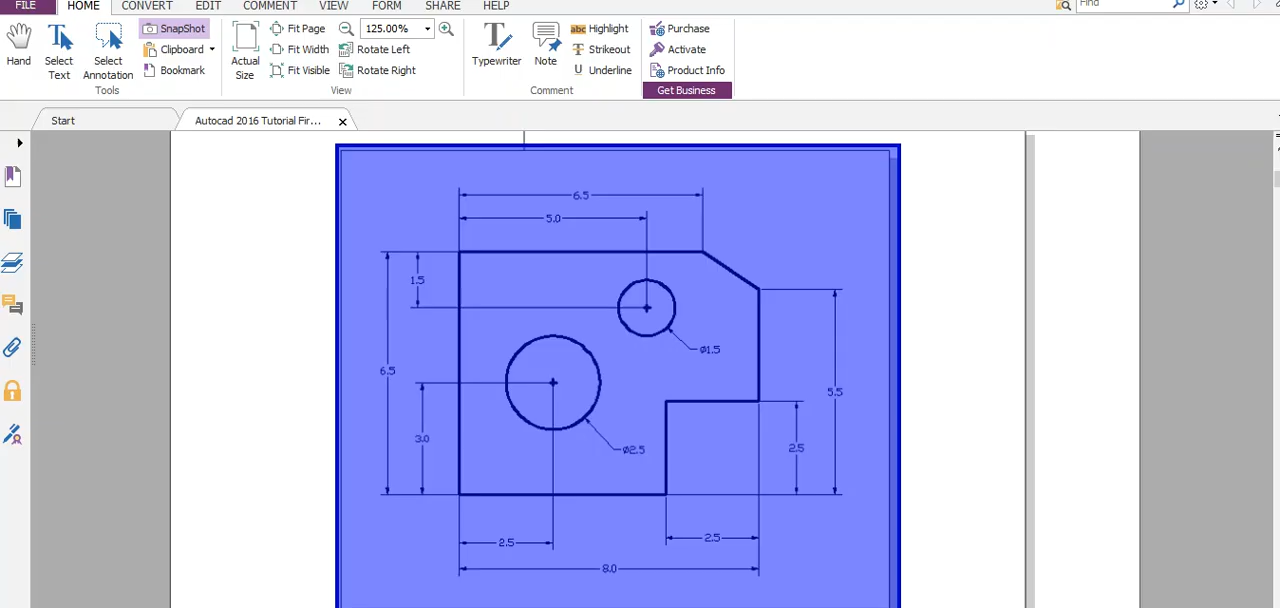 FILE HOME CONVERT EDIT COMMENT VIEW FORM SHARE HELP Find
SnapShot Fit Page 125.00% Highlight Purchase
Clipboard Fit Width Rotate Left abc Strikeout Activate
Hand Select Text Select Annotation Bookmark Actual Size Fit Visible Rotate Right Typewriter Note U Underline Product Info
Tools View Comment Get Business
Start Autocad 2016 Tutorial Fir...
6.5
5.0
1.5
ø1.5
6.5
5.5
3.0
ø2.5
2.5
2.5
2.5
8.0